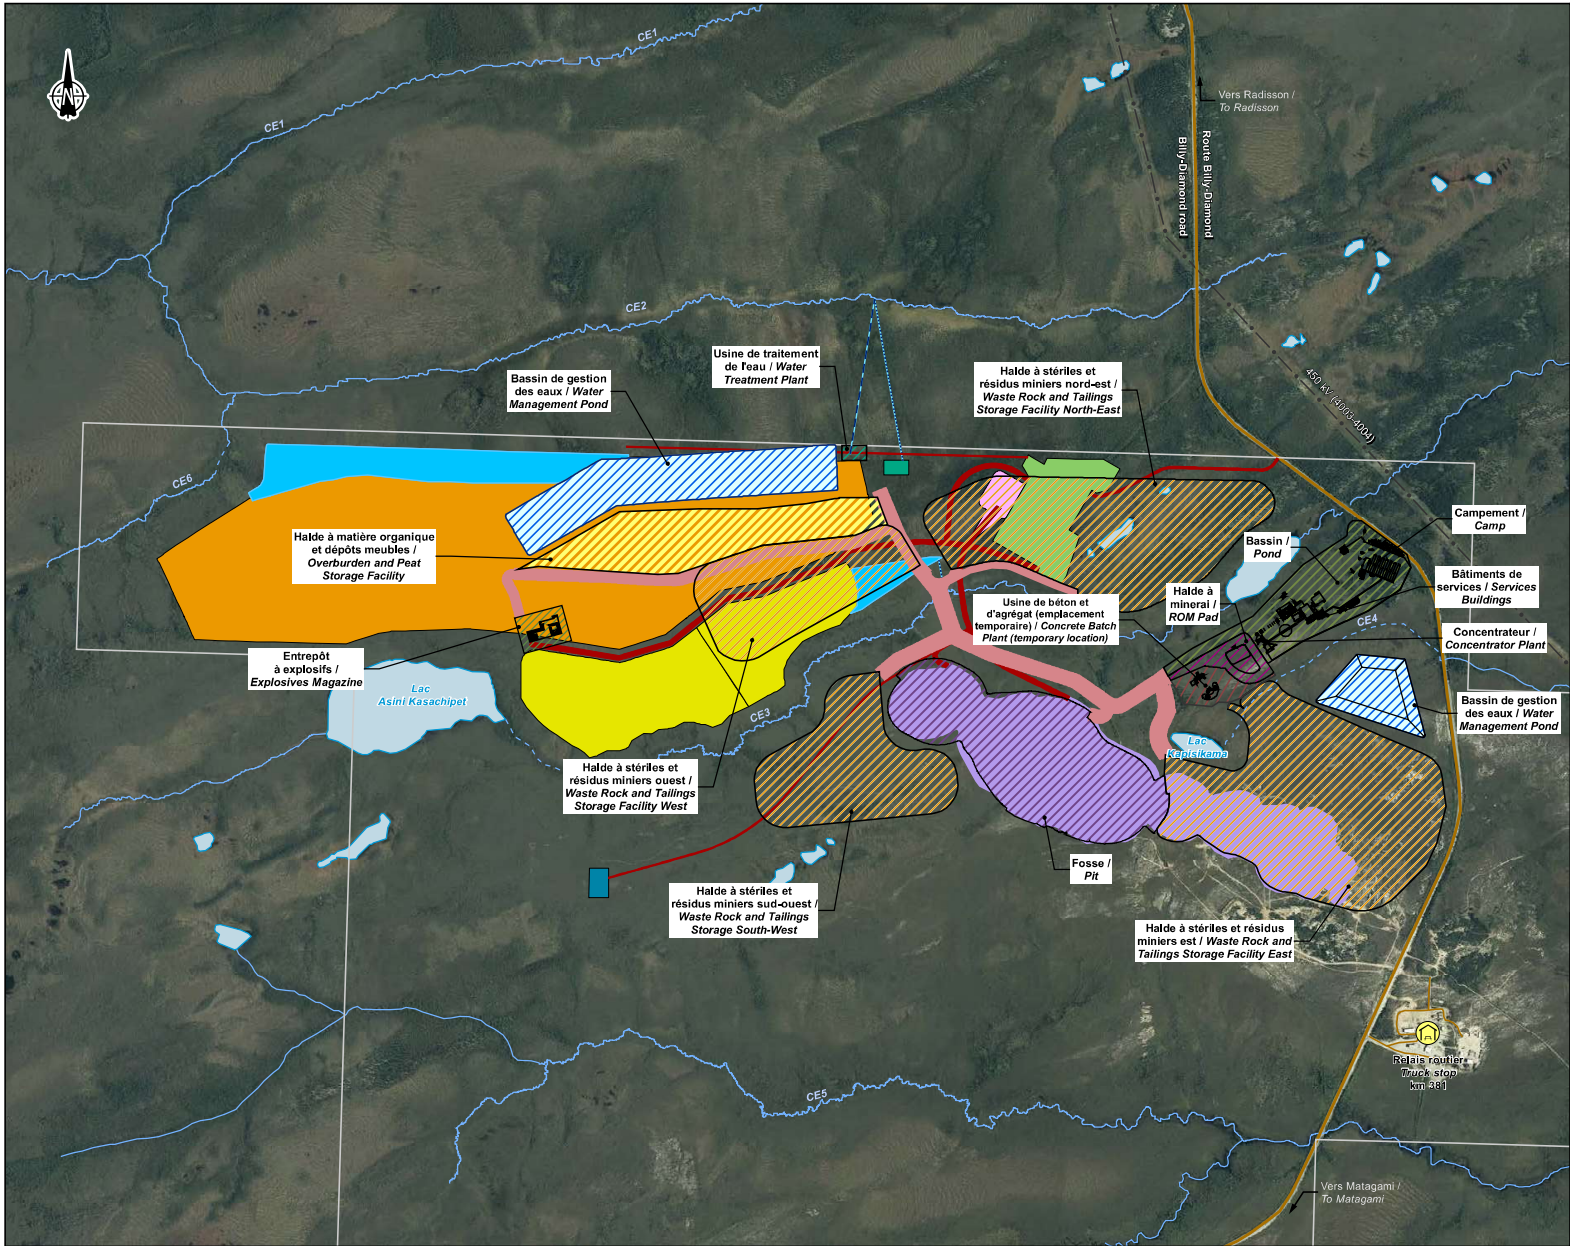 CE1
CE1
N
Vers Radisson /
To Radisson
Route Billy-Diamond
Billy-Diamond road
CE2
450 kV (4003-4004)
Usine de traitement
de l'eau / Water
Treatment Plant
Bassin de gestion
des eaux / Water
Management Pond
Halde à stériles et
résidus miniers nord-est /
Waste Rock and Tailings
Storage Facility North-East
CE6
Campement /
Camp
Bassin /
Pond
Halde à matière organique
et dépôts meubles /
Overburden and Peat
Storage Facility
Bâtiments de
services / Services
Buildings
Halde à
minerai /
ROM Pad
Usine de béton et
d'agrégat (emplacement
temporaire) / Concrete Batch
Plant (temporary location)
CE4
Concentrateur /
Concentrator Plant
Entrepôt
à explosifs /
Explosives Magazine
Lac
Asini Kasachipet
CE3
Bassin de gestion
des eaux / Water
Management Pond
Lac
Kapisikama
Halde à stériles et
résidus miniers ouest /
Waste Rock and Tailings
Storage Facility West
Fosse /
Pit
Halde à stériles et
résidus miniers sud-ouest /
Waste Rock and Tailings
Storage South-West
Halde à stériles et résidus
miniers est / Waste Rock and
Tailings Storage Facility East
Relais routier
Truck stop
km 381
CE5
Vers Matagami /
To Matagami